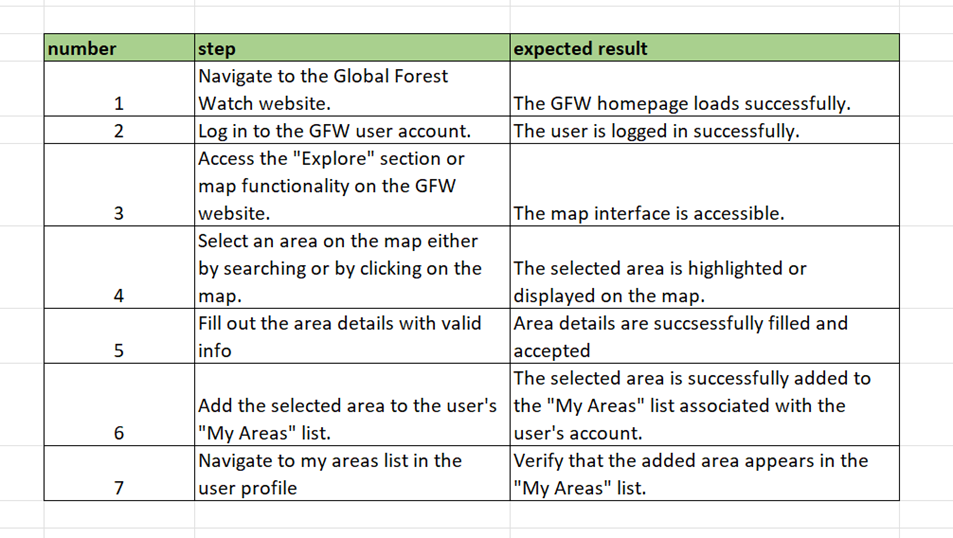 number step expected result
Navigate to the Global Forest
1 Watch website. The GFW homepage loads successfully.
2 Log in to the GFW user account. The user is logged in successfully.
Access the "Explore" section or
map functionality on the GFW
3 website. The map interface is accessible.
Select an area on the map either
by searching or by clicking on the The selected area is highlighted or
4 map. displayed on the map.
Fill out the area details with valid Area details are succsessfully filled and
5 info accepted
The selected area is successfully added to
Add the selected area to the user's the "My Areas" list associated with the
6 "My Areas" list. user's account.
Navigate to my areas list in the Verify that the added area appears in the
7 user profile "My Areas" list.